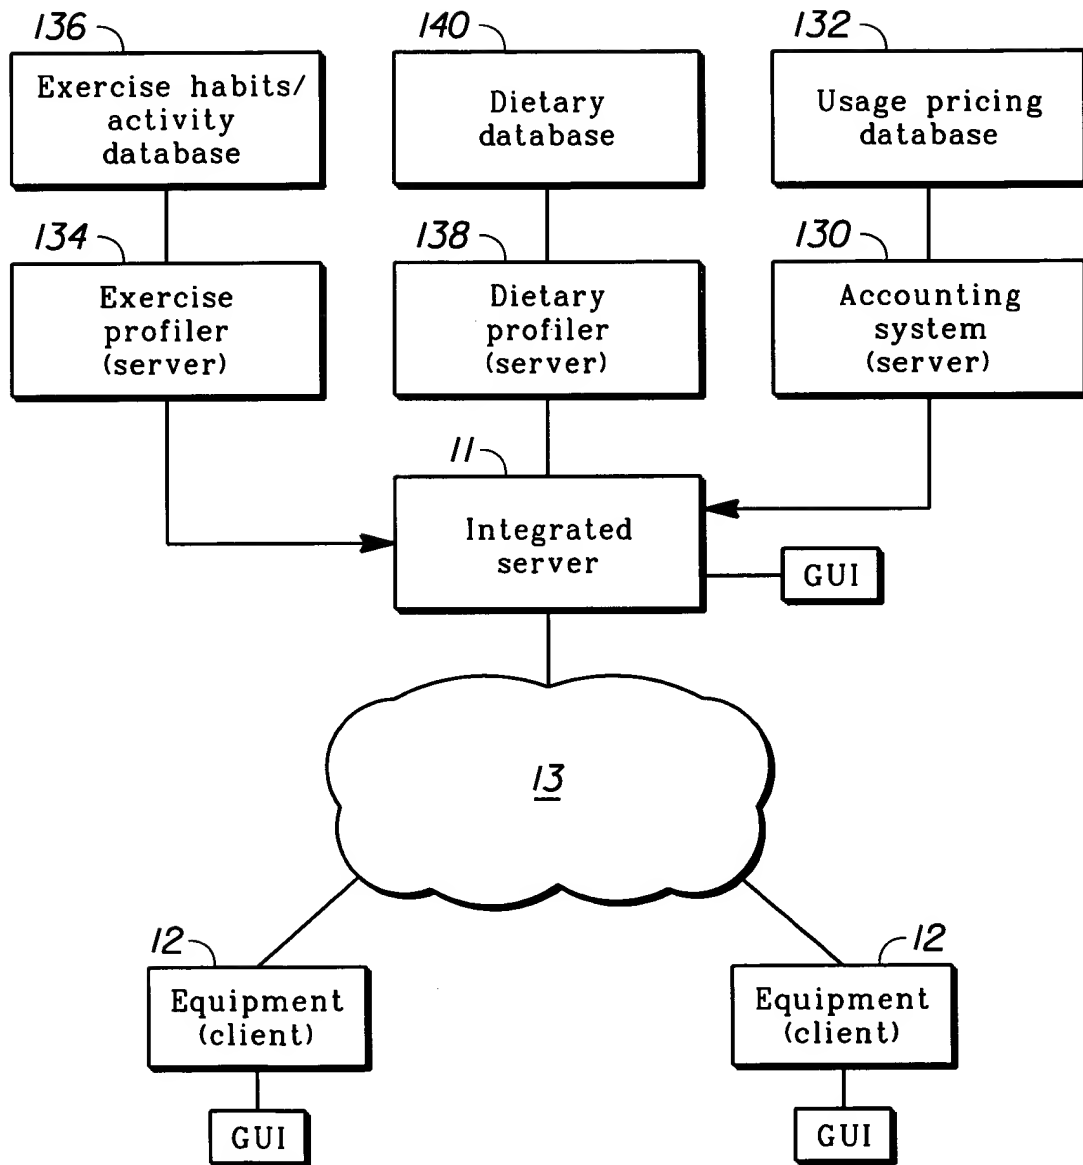 136
140
132
Exercise habits/
activity
database
Dietary
database
Usage pricing
database
134
138
130
Exercise
profiler
(server)
Dietary
profiler
(server)
Accounting
system
(server)
11
Integrated
server
GUI
13
12
12
Equipment
(client)
Equipment
(client)
GUI
GUI